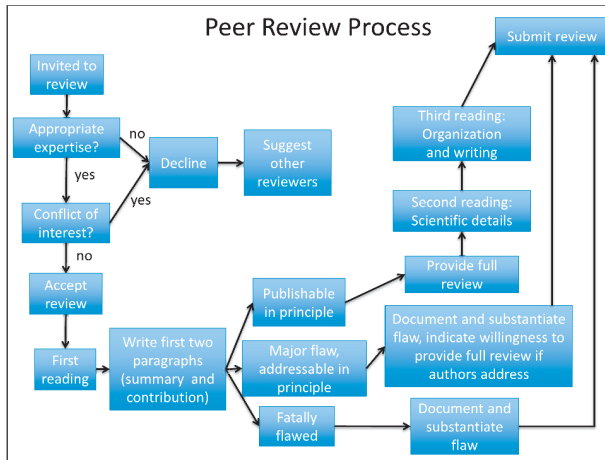 Peer Review Process
Submit review
Invited to
review
Appropriate
expertise?
no
Decline
Suggest
other
reviewers
yes
yes
Conflict of
interest?
no
Accept
review
First
reading
Write first two
paragraphs
(summary and
contribution)
Publishable
in principle
Provide full
review
Second reading:
Scientific details
Third reading:
Organization
and writing
Major flaw,
addressable in
principle
Document and substantiate
flaw, indicate willingness to
provide full review if
authors address
Fatally
flawed
Document and
substantiate
flaw